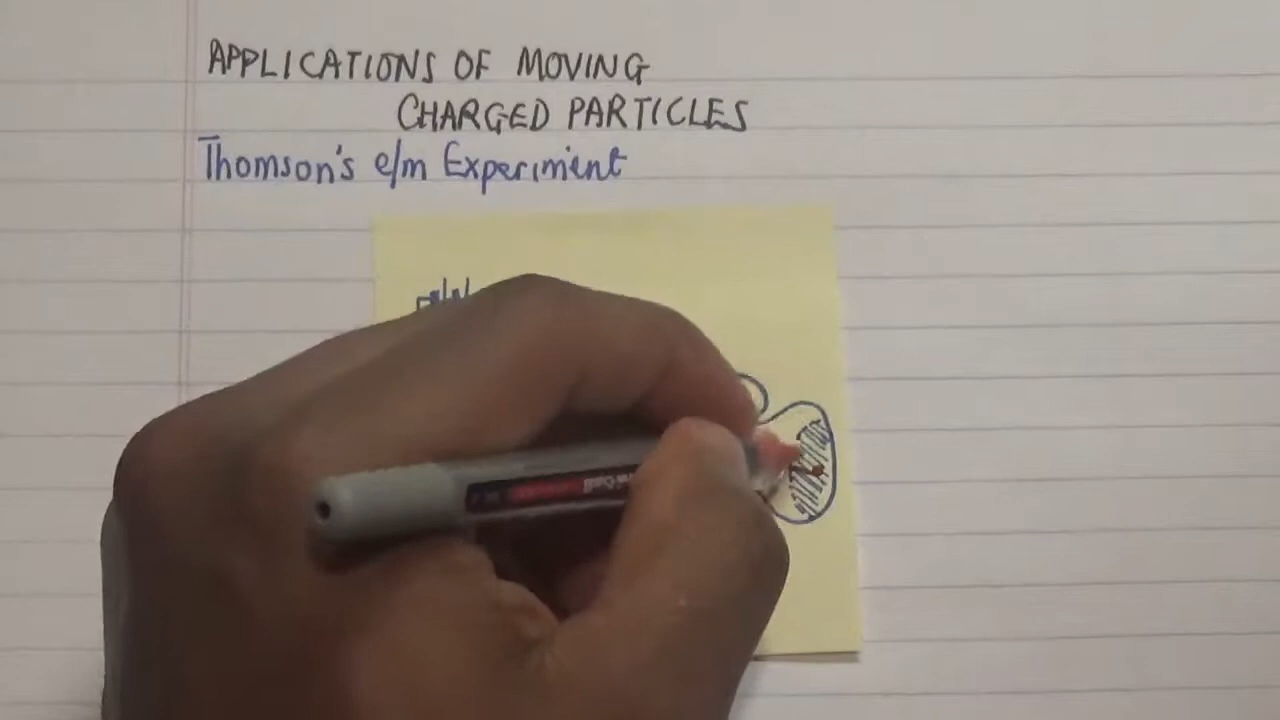 APPLICATIONS OF MOVING
CHARGED PARTICLES
Thomson's e/m Experiment